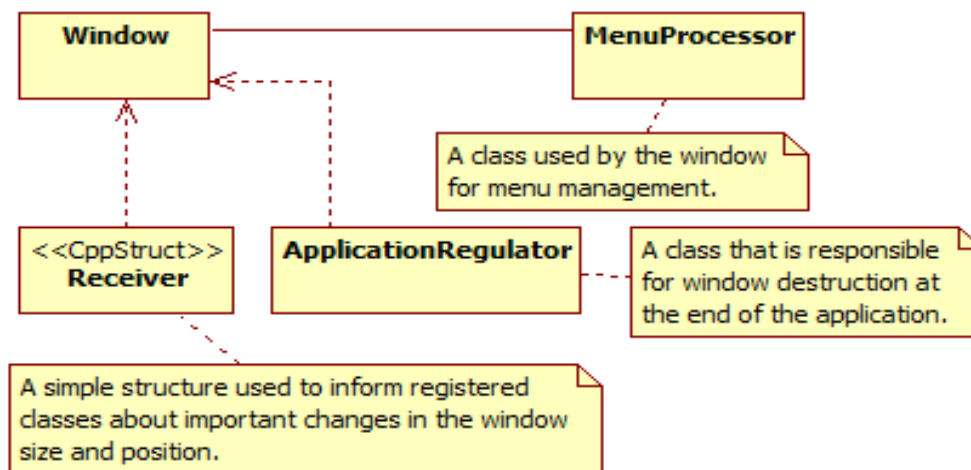 Window
MenuProcessor
A class used by the window
for menu management.
<<CppStruct>>
Receiver
ApplicationRegulator
A class that is responsible
for window destruction at
the end of the application.
A simple structure used to inform registered
classes about important changes in the window
size and position.